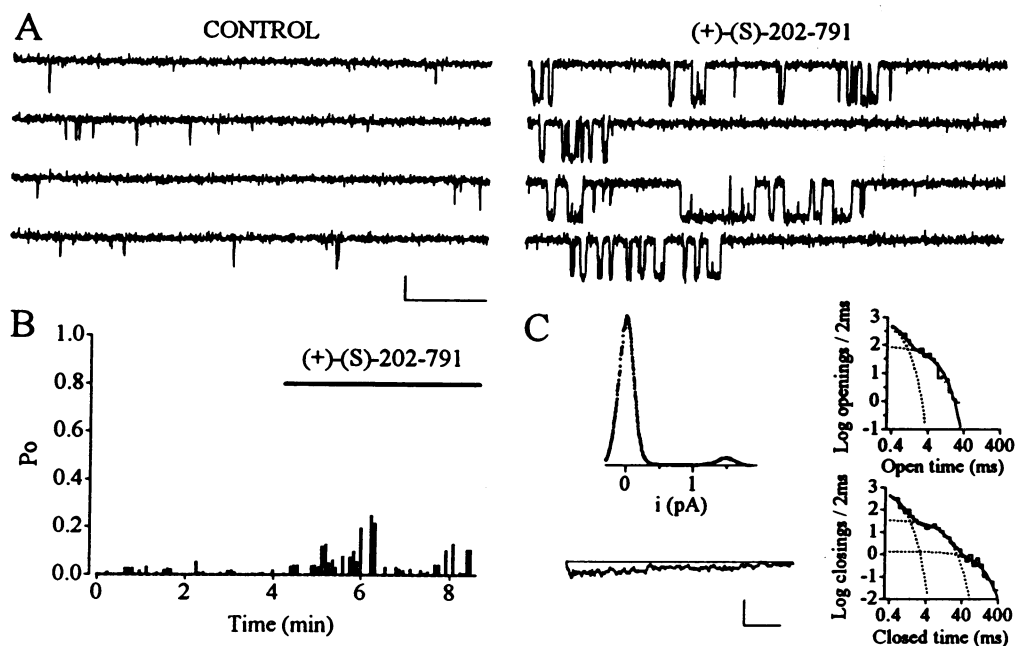 A
CONTROL
(+)-(S)-202-791
B
1.0
0.8
0.6
0.4
0.2
0.0
Po
(+)-(S)-202-791
0 2 4 6 8
Time (min)
C
0 1
i (pA)
3
2
1
0
-1
Log openings / 2ms
0.4 4 40 400
Open time (ms)
3
2
1
0
-1
2
Log closings / 2ms
0.4 4 40 400
Closed time (ms)